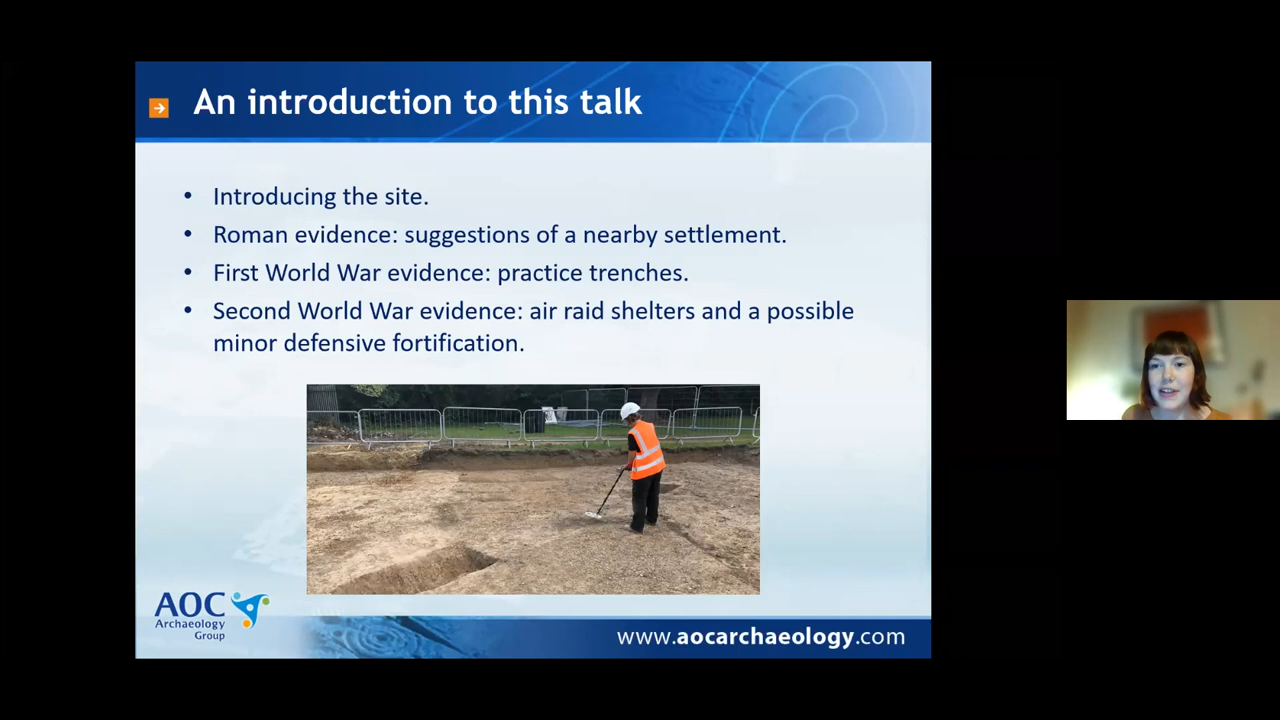 An introduction to this talk
• Introducing the site.
• Roman evidence: suggestions of a nearby settlement.
• First World War evidence: practice trenches.
• Second World War evidence: air raid shelters and a possible
minor defensive fortification.
AOC
Archaeology
Group
www.aocarchaeology.com